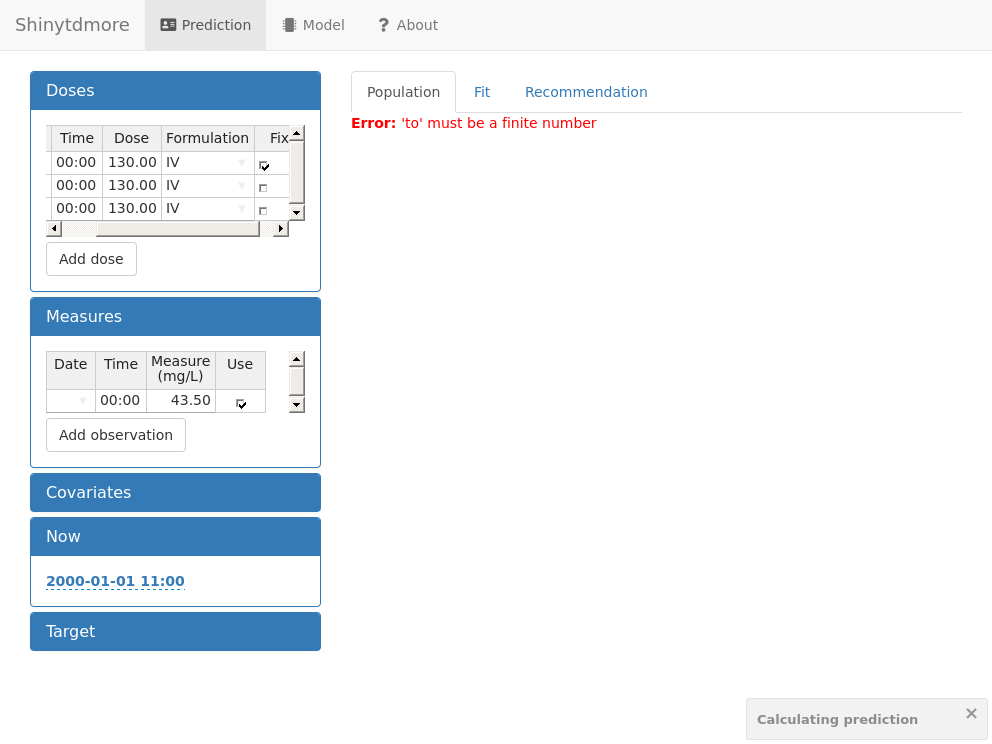 Shinytdmore Prediction Model ? About
Doses
Time Dose Formulation Fix
00:00 130.00 IV
00:00 130.00 IV
00:00 130.00 IV
Add dose
Measures
Date Time Measure (mg/L) Use
00:00 43.50
Add observation
Covariates
Now
2000-01-01 11:00
Target
Population Fit Recommendation
Error: 'to' must be a finite number
Calculating prediction ×